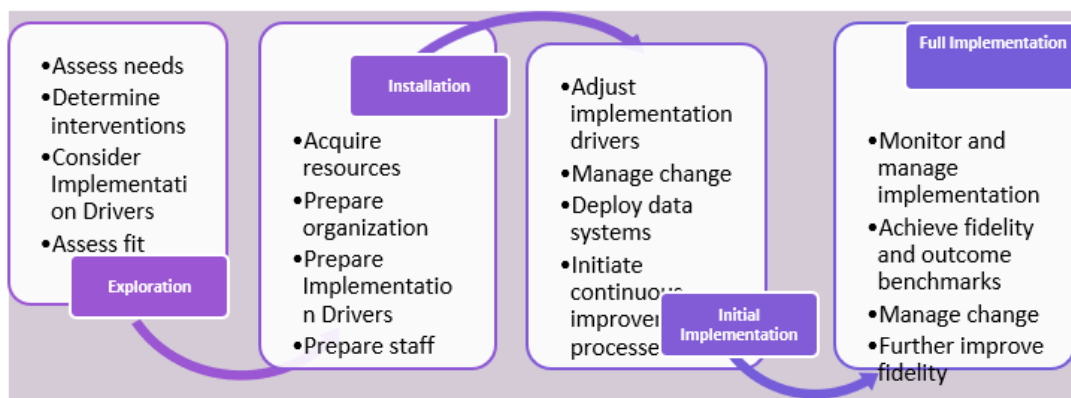 •Assess needs
•Determine
interventions
•Consider
Implementati
on Drivers
•Assess fit
Exploration
Installation
•Acquire
resources
•Prepare
organization
•Prepare
Implementatio
n Drivers
•Prepare staff
•Adjust
implementation
drivers
•Manage change
•Deploy data
systems
•Initiate
continuous
improve
processe
Initial
Implementation
Full Implementation
•Monitor and
manage
implementation
•Achieve fidelity
and outcome
benchmarks
•Manage change
•Further improve
fidelity